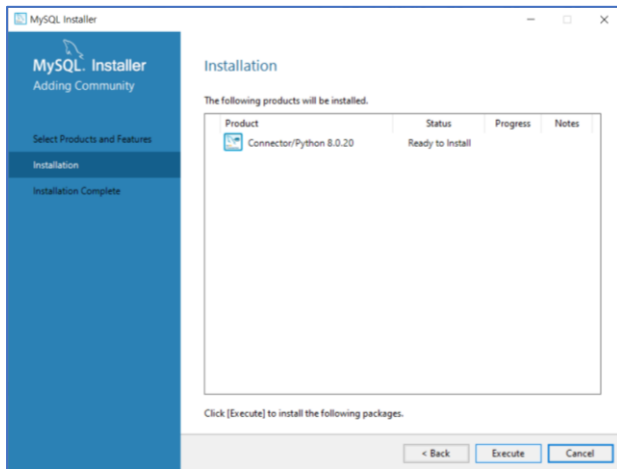 MySQL Installer
MySQL. Installer
Adding Community
Select Products and Features
Installation
Installation Complete
Installation
The following products will be installed.
Product Status Progress Notes
Connector/Python 8.0.20 Ready to Install
Click [Execute] to install the following packages.
< Back Execute Cancel